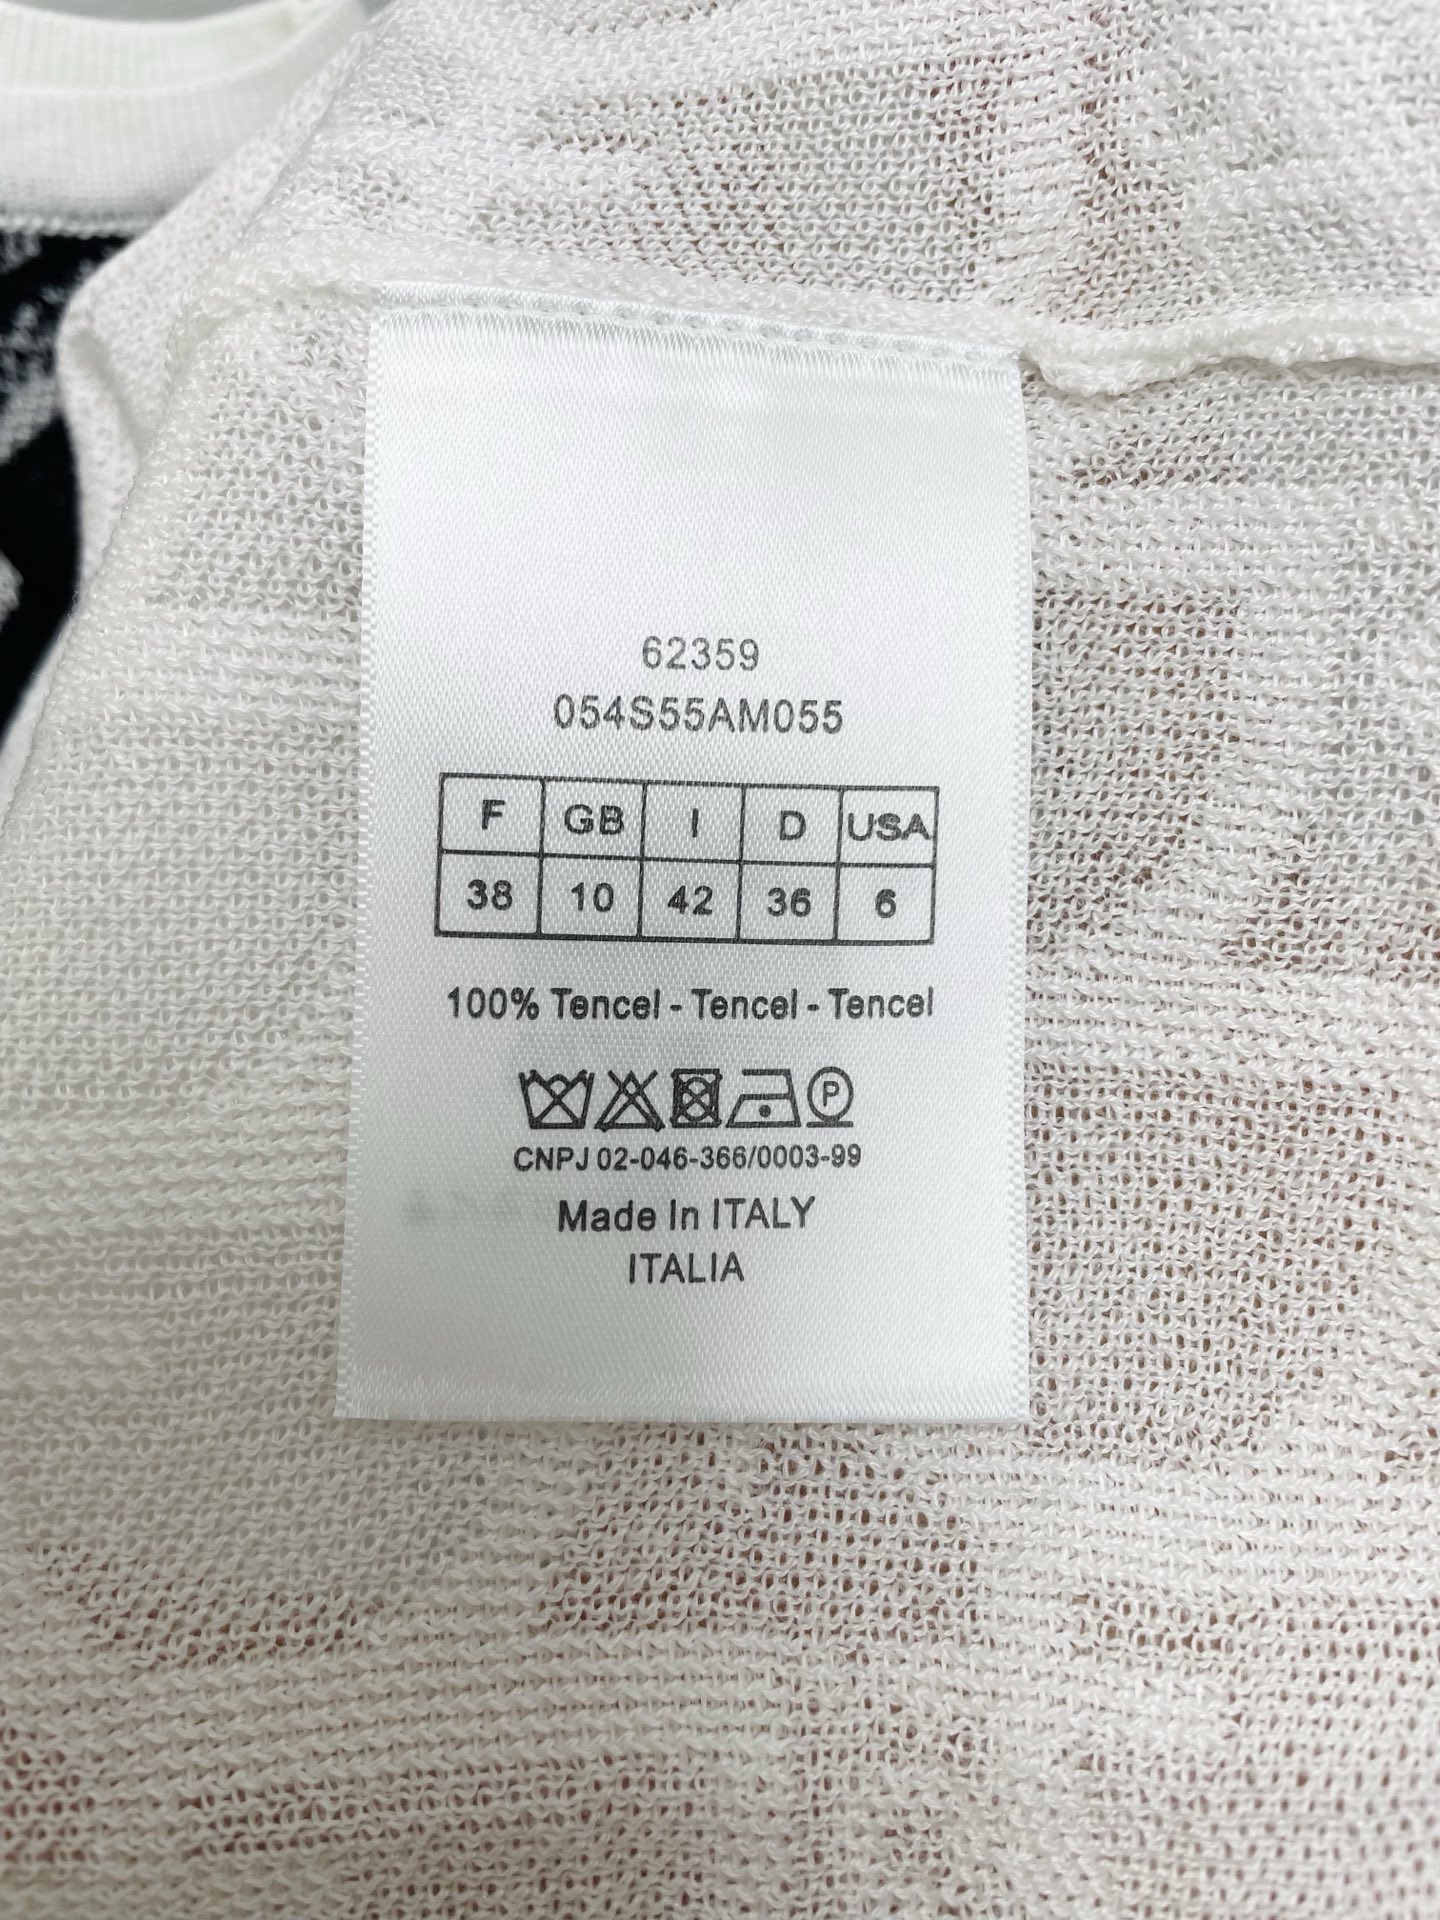 62359
054S55AM055
F GB I D USA
38 10 42 36 6
100% Tencel - Tencel - Tencel
P
CNPJ 02-046-366/0003-99
Made In ITALY
ITALIA